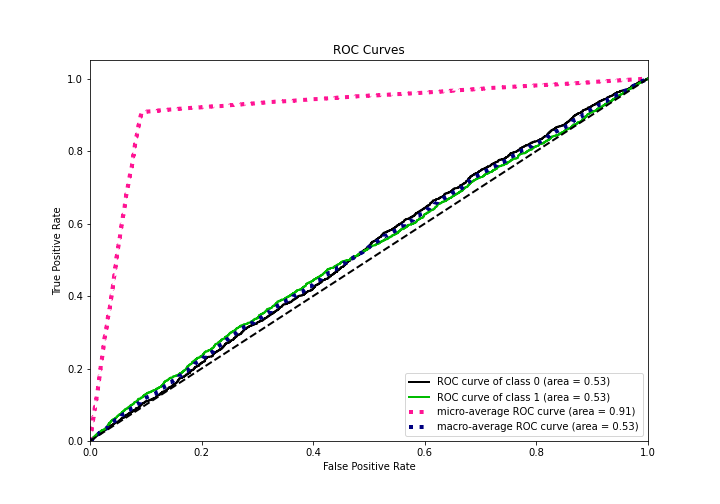 ROC Curves
True Positive Rate
1.0
0.8
0.6
0.4
0.2
0.0
0.0 0.2 0.4 0.6 0.8 1.0
False Positive Rate
ROC curve of class 0 (area = 0.53)
ROC curve of class 1 (area = 0.53)
micro-average ROC curve (area = 0.91)
macro-average ROC curve (area = 0.53)